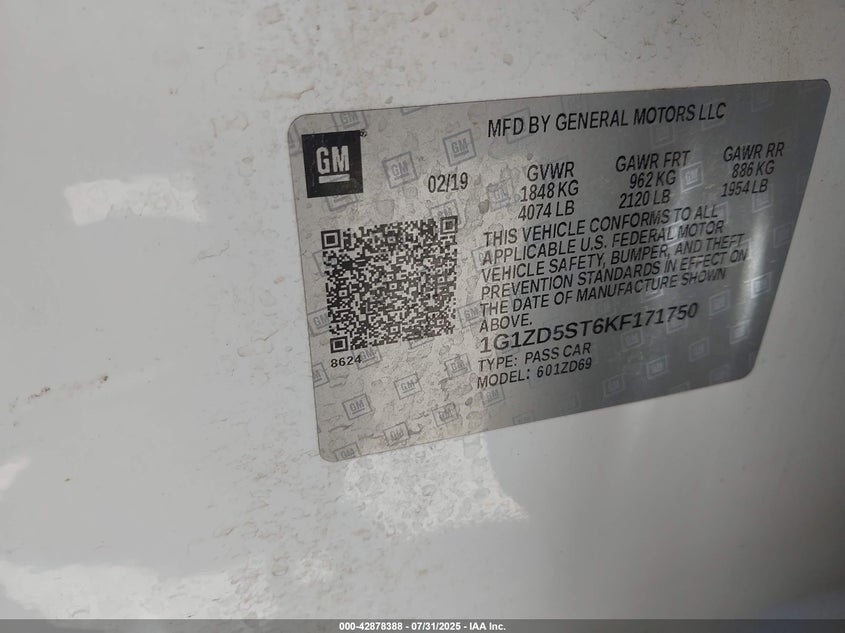 MFD BY GENERAL MOTORS LLC
GM
02/19
GVWR
1848 KG
4074 LB
GAWR FRT
962 KG
2120 LB
GAWR RR
886 KG
1954 LB
THIS VEHICLE CONFORMS TO ALL
APPLICABLE U.S. FEDERAL MOTOR
VEHICLE SAFETY, BUMPER, AND THEFT
PREVENTION STANDARDS IN EFFECT ON
THE DATE OF MANUFACTURE SHOWN
ABOVE.
8624
1G1ZD5ST6KF171750
TYPE: PASS CAR
MODEL: 601ZD69
000-42878388 | 07/31/2025 - IAA Inc.